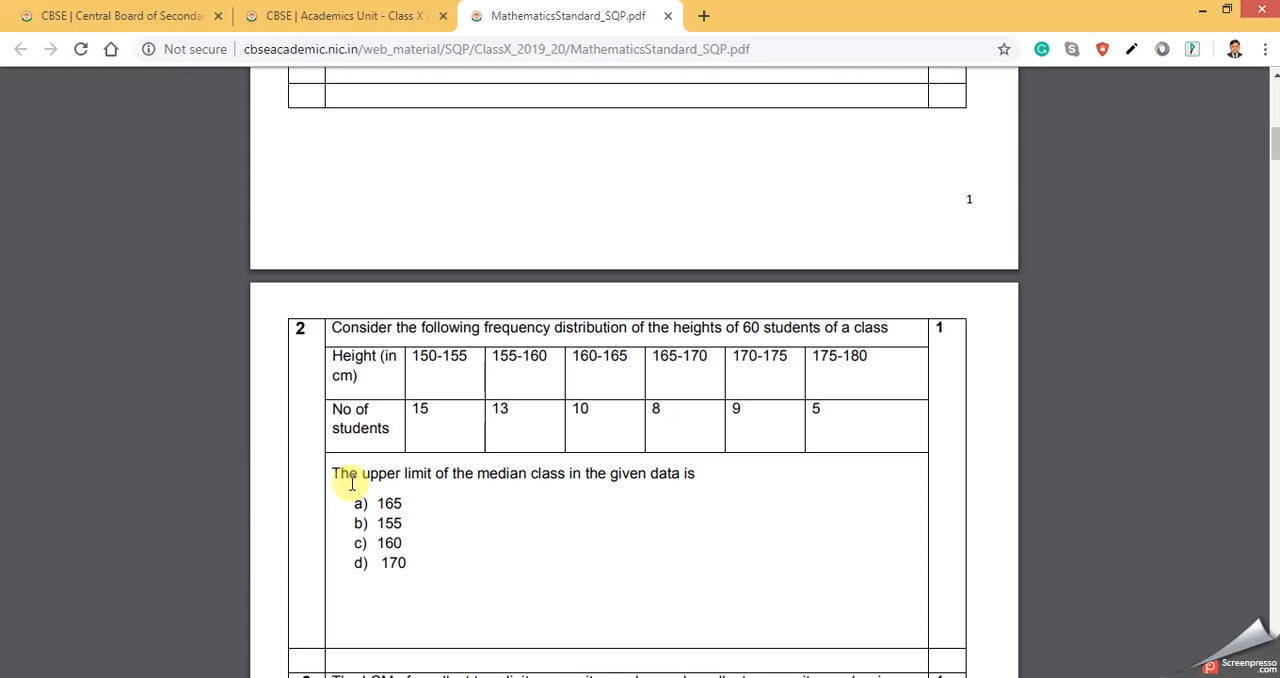 CBSE | Central Board of Seconda
CBSE | Academics Unit - Class X 2
MathematicsStandard_SQP.pdf
Not secure
cbseacademic.nic.in/web_material/SQP/ClassX_2019_20/MathematicsStandard_SQP.pdf
1
2 Consider the following frequency distribution of the heights of 60 students of a class 1
Height (in 150-155 155-160 160-165 165-170 170-175 175-180
cm)
No of 15 13 10 8 9 5
students
The upper limit of the median class in the given data is
a) 165
b) 155
c) 160
d) 170
Screenpresso
.com